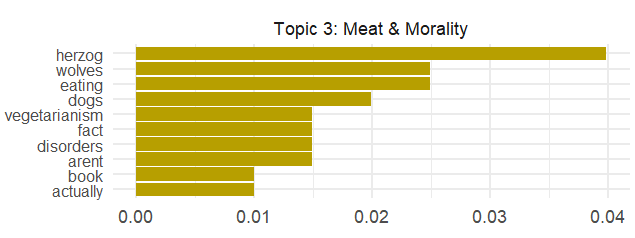 Topic 3: Meat & Morality
herzog
wolves
eating
dogs
vegetarianism
fact
disorders
arent
book
actually
0.00 0.01 0.02 0.03 0.04